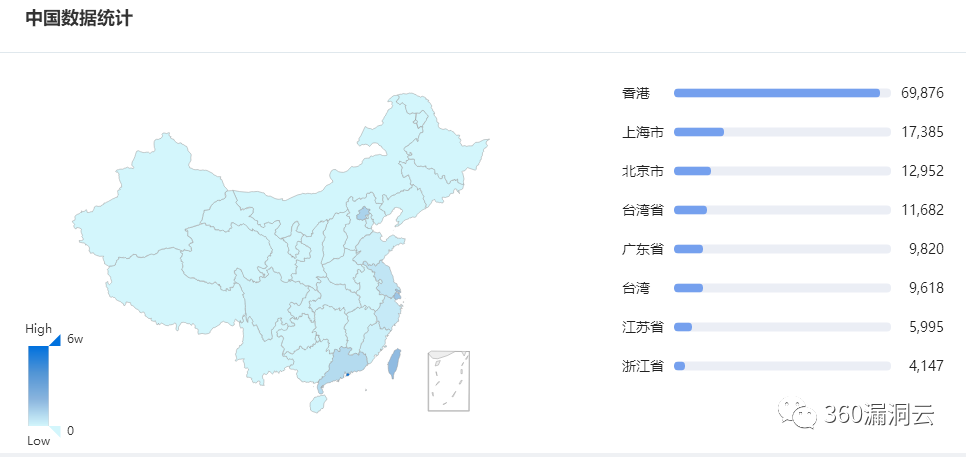 中国数据统计
香港 69,876
上海市 17,385
北京市 12,952
台湾省 11,682
广东省 9,820
台湾 9,618
江苏省 5,995
浙江省 4,147
High
6w
0
Low
360漏洞云